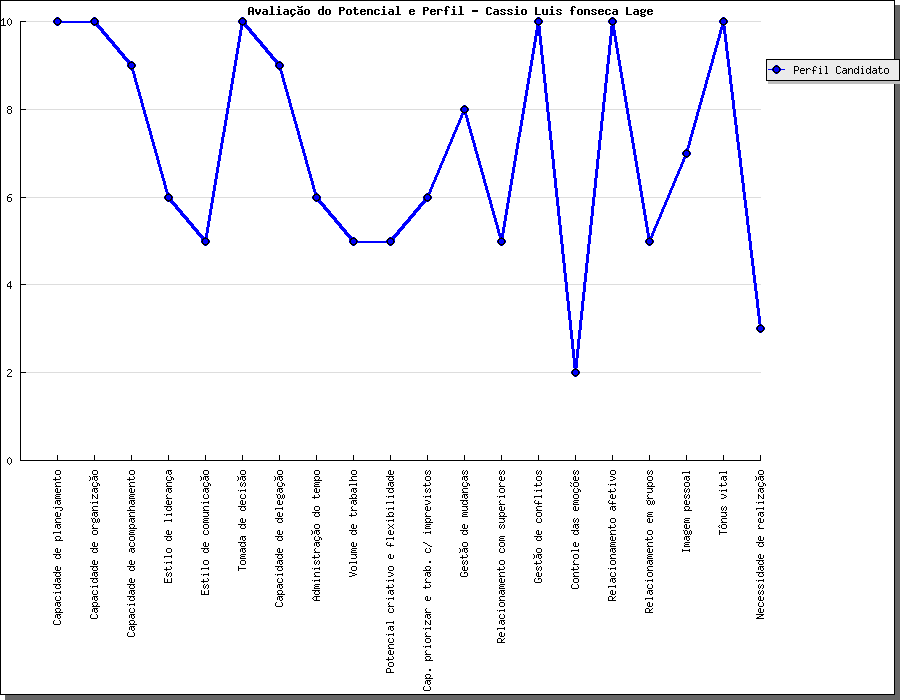 Avaliação do Potencial e Perfil - Cassio Luis fonseca Lage
Perfil Candidato
10
8
6
4
2
0
Capacidade de planejamento
Capacidade de organização
Capacidade de acompanhamento
Estilo de liderança
Estilo de comunicação
Tomada de decisão
Capacidade de delegação
Administração do tempo
Volume de trabalho
Potencial criativo e flexibilidade
Cap. priorizar e trab. c/ imprevistos
Gestão de mudanças
Relacionamento com superiores
Gestão de conflitos
Controle das emoções
Relacionamento afetivo
Relacionamento em grupos
Imagem pessoal
Tônus vital
Necessidade de realização